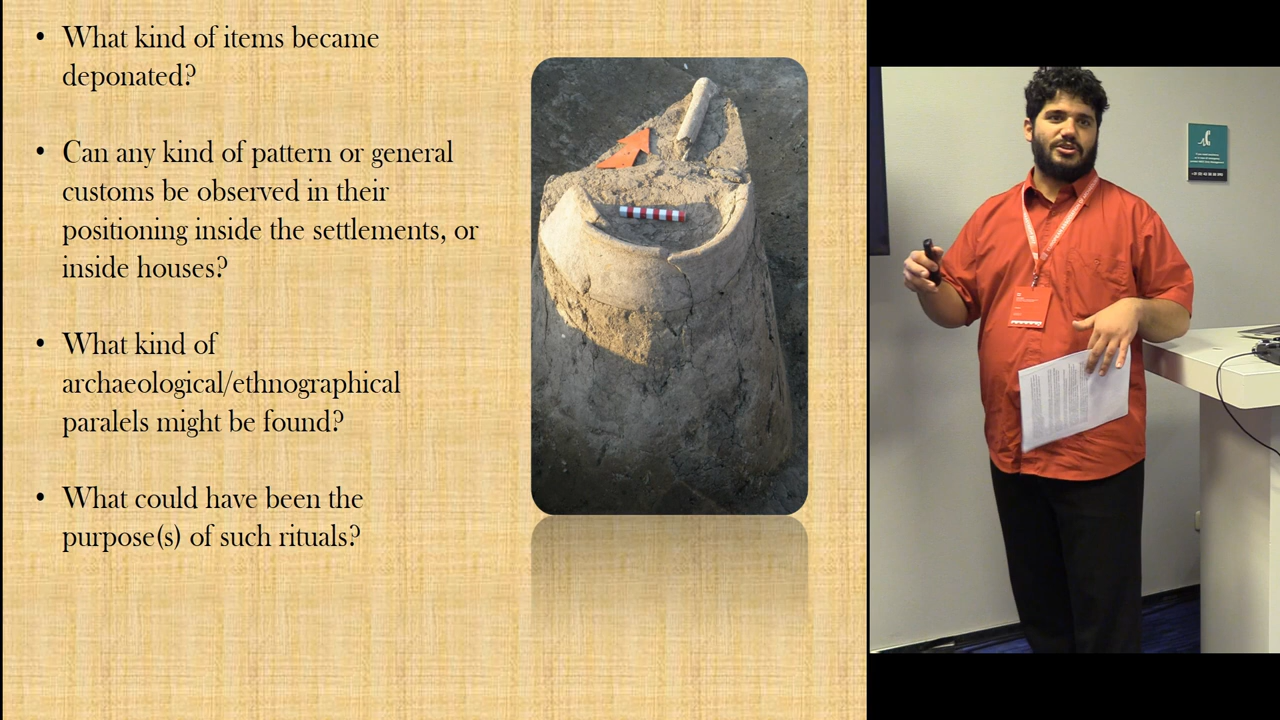 • What kind of items became
deponated?
• Can any kind of pattern or general
customs be observed in their
positioning inside the settlements, or
inside houses?
• What kind of
archaeological/ethnographical
paralels might be found?
• What could have been the
purpose(s) of such rituals?